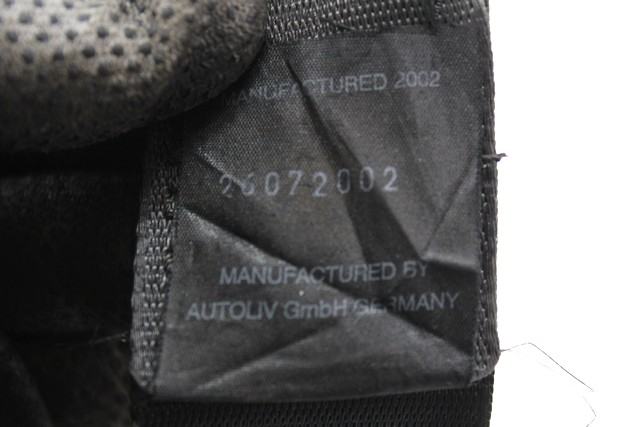 MANUFACTURED 2002
26072002
MANUFACTURED BY
AUTOLIV GmbH GERMANY